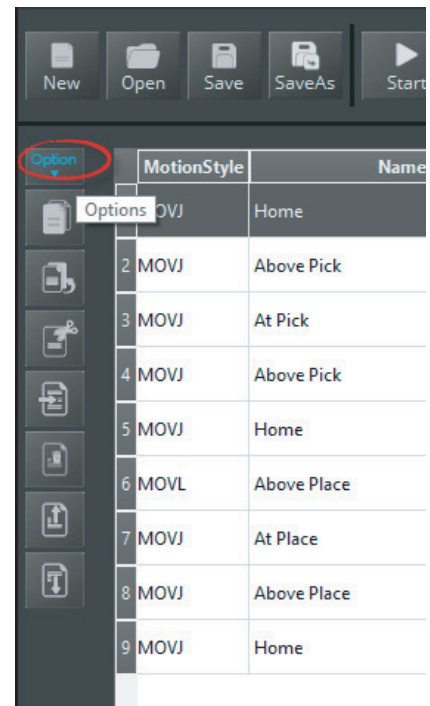 New Open Save SaveAs Start
Option
MotionStyle Name
Options OVJ Home
2 MOVJ Above Pick
3 MOVJ At Pick
4 MOVJ Above Pick
5 MOVJ Home
6 MOVL Above Place
7 MOVJ At Place
8 MOVJ Above Place
9 MOVJ Home